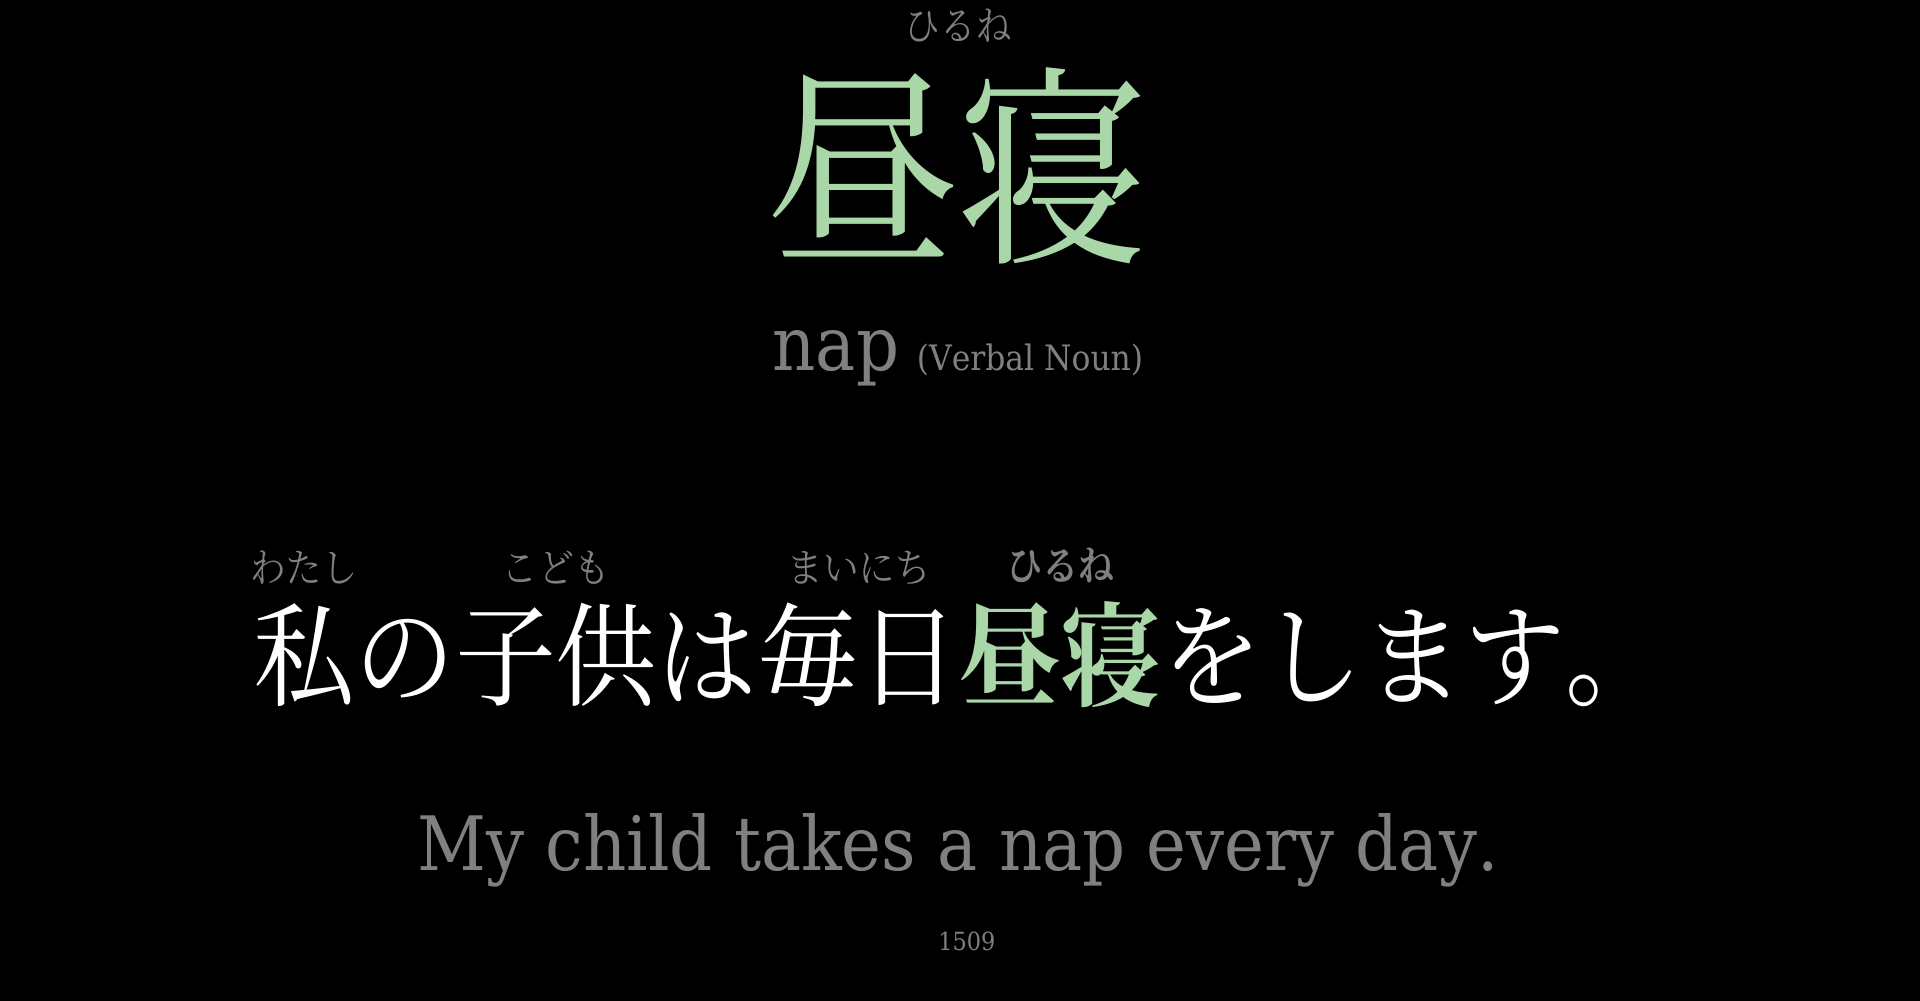 ひるね
昼寝
nap (Verbal Noun)
わたし こども まいにち ひるね
私の子供は毎日昼寝をします。
My child takes a nap every day.
1509